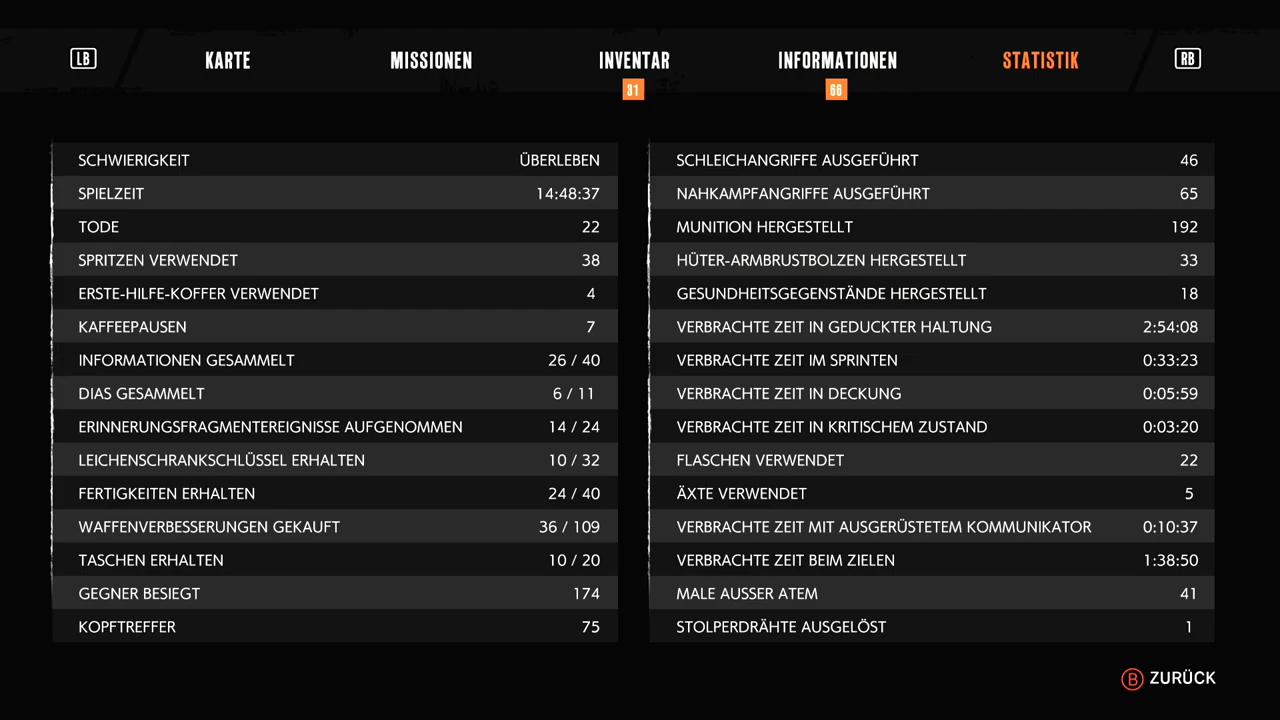 LB KARTE MISSIONEN INVENTAR INFORMATIONEN STATISTIK RB
31 66
SCHWIERIGKEIT ÜBERLEBEN
SPIELZEIT 14:48:37
TODE 22
SPRITZEN VERWENDET 38
ERSTE-HILFE-KOFFER VERWENDET 4
KAFFEEPAUSEN 7
INFORMATIONEN GESAMMELT 26 / 40
DIAS GESAMMELT 6 / 11
ERINNERUNGSFRAGMENTEREIGNISSE AUFGENOMMEN 14 / 24
LEICHENSCHRANKSCHLÜSSEL ERHALTEN 10 / 32
FERTIGKEITEN ERHALTEN 24 / 40
WAFFENVERBESSERUNGEN GEKAUFT 36 / 109
TASCHEN ERHALTEN 10 / 20
GEGNER BESIEGT 174
KOPFTREFFER 75
SCHLEICHANGRIFFE AUSGEFÜHRT 46
NAHKAMPFANGRIFFE AUSGEFÜHRT 65
MUNITION HERGESTELLT 192
HÜTER-ARMBRUSTBOLZEN HERGESTELLT 33
GESUNDHEITSGEGENSTÄNDE HERGESTELLT 18
VERBRACHTE ZEIT IN GEDUCKTER HALTUNG 2:54:08
VERBRACHTE ZEIT IM SPRINTEN 0:33:23
VERBRACHTE ZEIT IN DECKUNG 0:05:59
VERBRACHTE ZEIT IN KRITISCHEM ZUSTAND 0:03:20
FLASCHEN VERWENDET 22
ÄXTE VERWENDET 5
VERBRACHTE ZEIT MIT AUSGERÜSTETEM KOMMUNIKATOR 0:10:37
VERBRACHTE ZEIT BEIM ZIELEN 1:38:50
MALE AUSSER ATEM 41
STOLPERDRÄHTE AUSGELÖST 1
B ZURÜCK